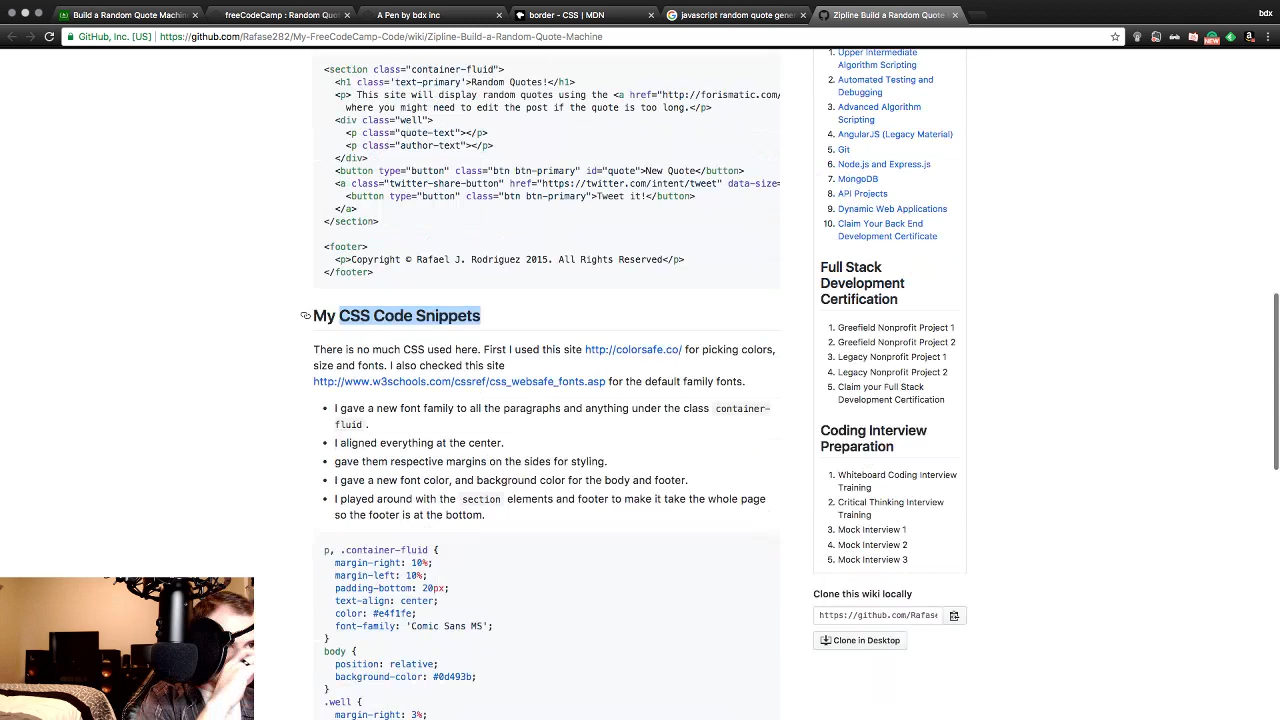 Build a Random Quote Machin
freeCodeCamp : Random Quo
A Pen by bdx inc
border - CSS | MDN
javascript random quote gener
Zipline Build a Random Quote
bdx
GitHub, Inc. [US]
https://github.com/Rafase282/My-FreeCodeCamp-Code/wiki/Zipline-Build-a-Random-Quote-Machine
NEW
<section class="container-fluid">
<h1 class='text-primary'>Random Quotes!</h1>
<p> This site will display random quotes using the <a href="http://forismatic.com/
where you might need to edit the post if the quote is too long.</p>
<div class="well">
<p class="quote-text"></p>
<p class="author-text"></p>
</div>
<button type="button" class="btn btn-primary" id="quote">New Quote</button>
<a class="twitter-share-button" href="https://twitter.com/intent/tweet" data-size=
<button type="button" class="btn btn-primary">Tweet it!</button>
</a>
</section>
<footer>
<p>Copyright © Rafael J. Rodriguez 2015. All Rights Reserved</p>
</footer>
My CSS Code Snippets
There is no much CSS used here. First I used this site http://colorsafe.co/ for picking colors,
size and fonts. I also checked this site
http://www.w3schools.com/cssref/css_websafe_fonts.asp for the default family fonts.
• I gave a new font family to all the paragraphs and anything under the class container-
fluid .
• I aligned everything at the center.
• gave them respective margins on the sides for styling.
• I gave a new font color, and background color for the body and footer.
• I played around with the section elements and footer to make it take the whole page
so the footer is at the bottom.
p, .container-fluid {
margin-right: 10%;
margin-left: 10%;
padding-bottom: 20px;
text-align: center;
color: #e4f1fe;
font-family: 'Comic Sans MS';
}
body {
position: relative;
background-color: #0d493b;
}
.well {
margin-right: 3%;
1. Upper Intermediate
Algorithm Scripting
2. Automated Testing and
Debugging
3. Advanced Algorithm
Scripting
4. AngularJS (Legacy Material)
5. Git
6. Node.js and Express.js
7. MongoDB
8. API Projects
9. Dynamic Web Applications
10. Claim Your Back End
Development Certificate
Full Stack
Development
Certification
1. Greefield Nonprofit Project 1
2. Greefield Nonprofit Project 2
3. Legacy Nonprofit Project 1
4. Legacy Nonprofit Project 2
5. Claim your Full Stack
Development Certification
Coding Interview
Preparation
1. Whiteboard Coding Interview
Training
2. Critical Thinking Interview
Training
3. Mock Interview 1
4. Mock Interview 2
5. Mock Interview 3
Clone this wiki locally
https://github.com/Rafase
Clone in Desktop